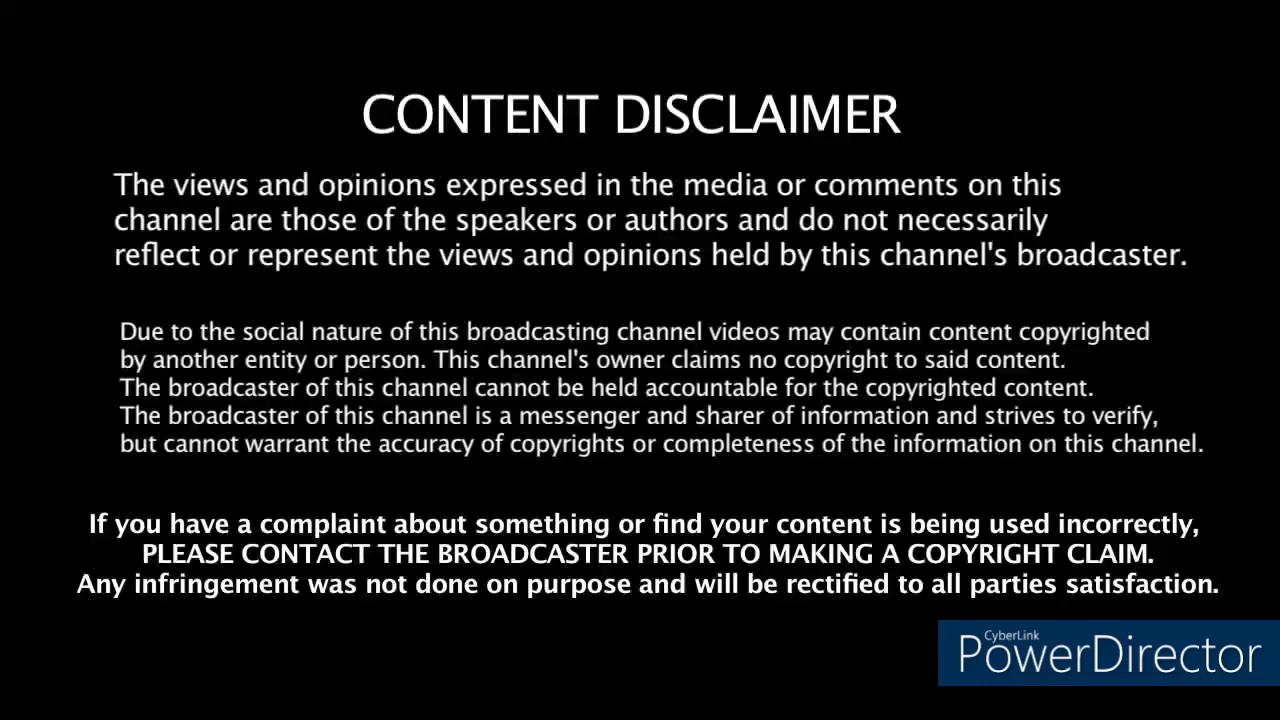 CONTENT DISCLAIMER
The views and opinions expressed in the media or comments on this
channel are those of the speakers or authors and do not necessarily
reflect or represent the views and opinions held by this channel's broadcaster.
Due to the social nature of this broadcasting channel videos may contain content copyrighted
by another entity or person. This channel's owner claims no copyright to said content.
The broadcaster of this channel cannot be held accountable for the copyrighted content.
The broadcaster of this channel is a messenger and sharer of information and strives to verify,
but cannot warrant the accuracy of copyrights or completeness of the information on this channel.
If you have a complaint about something or find your content is being used incorrectly,
PLEASE CONTACT THE BROADCASTER PRIOR TO MAKING A COPYRIGHT CLAIM.
Any infringement was not done on purpose and will be rectified to all parties satisfaction.
CyberLink
PowerDirector